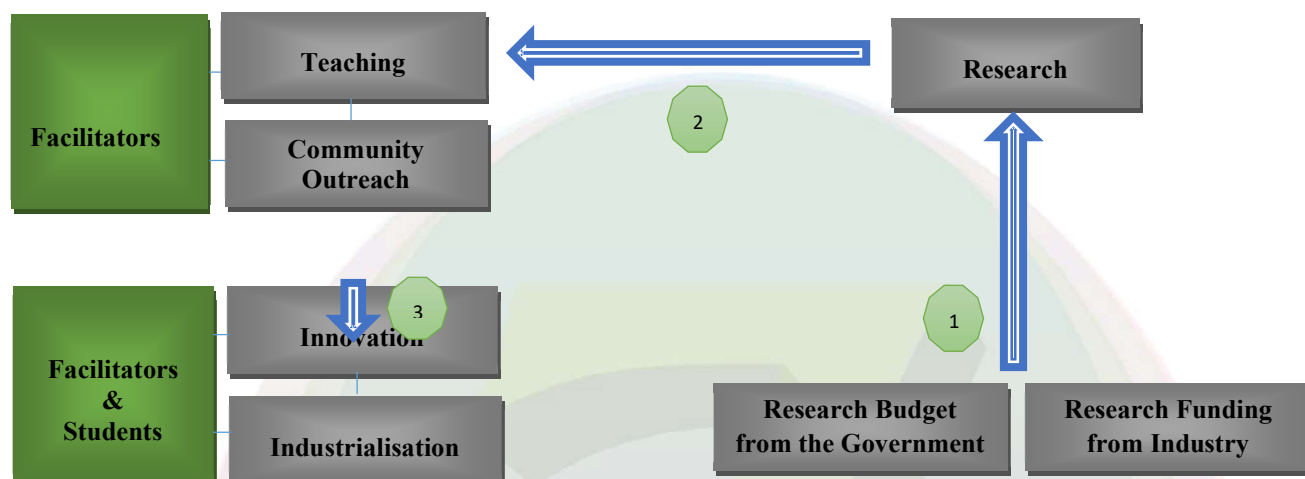 Teaching
Research
Facilitators
2
Community
Outreach
3
1
Innovation
Facilitators
&
Students
Research Budget
from the Government
Research Funding
from Industry
Industrialisation